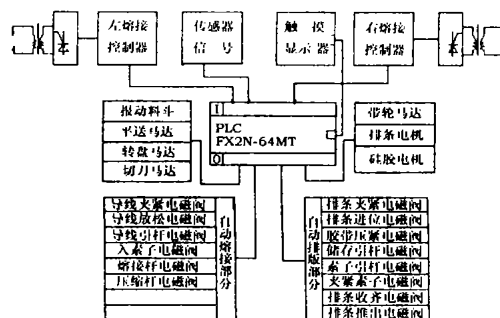 左熔接
控制器
传感器
信号
触摸
显示器
右熔接
控制器
I
PLC
FX2N-64MT
O
报动料斗
平送马达
转盘马达
切刀马达
带轮马达
排条电机
硅胶电机
导线夹紧电磁阀
导线放松电磁阀
导线引杆电磁阀
入素子电磁阀
熔接杆电磁阀
压缩杆电磁阀
自动熔接部分
自动排版部分
排条夹紧电磁阀
排条进位电磁阀
胶带压紧电磁阀
储存引杆电磁阀
素子引杆电磁阀
夹紧素子电磁阀
排条收齐电磁阀
排条推出电磁阀